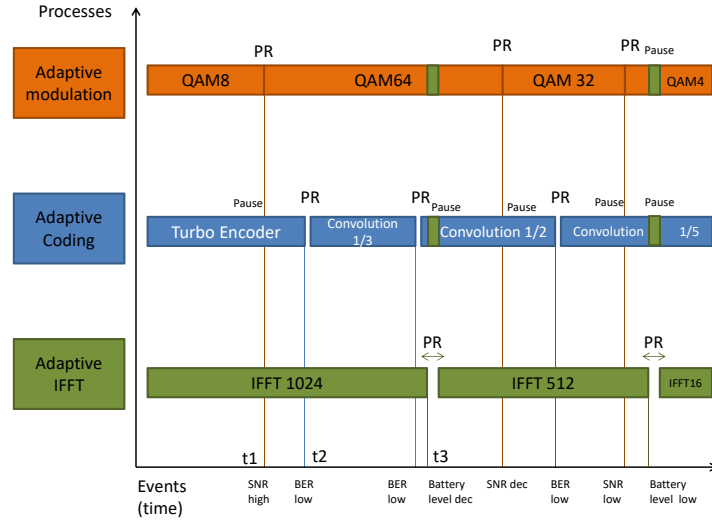 Processes
PR
PR
PR
Pause
Adaptive
modulation
QAM8
QAM64
QAM 32
QAM4
PR
PR
PR
Pause
Pause
Pause
Pause
Pause
Adaptive
Coding
Turbo Encoder
Convolution
1/3
Convolution 1/2
Convolution
1/5
PR
PR
Adaptive
IFFT
IFFT 1024
IFFT 512
IFFT16
t1
t2
t3
Events
(time)
SNR
high
BER
low
BER
low
Battery
level dec
SNR dec
BER
low
SNR
low
Battery
level low